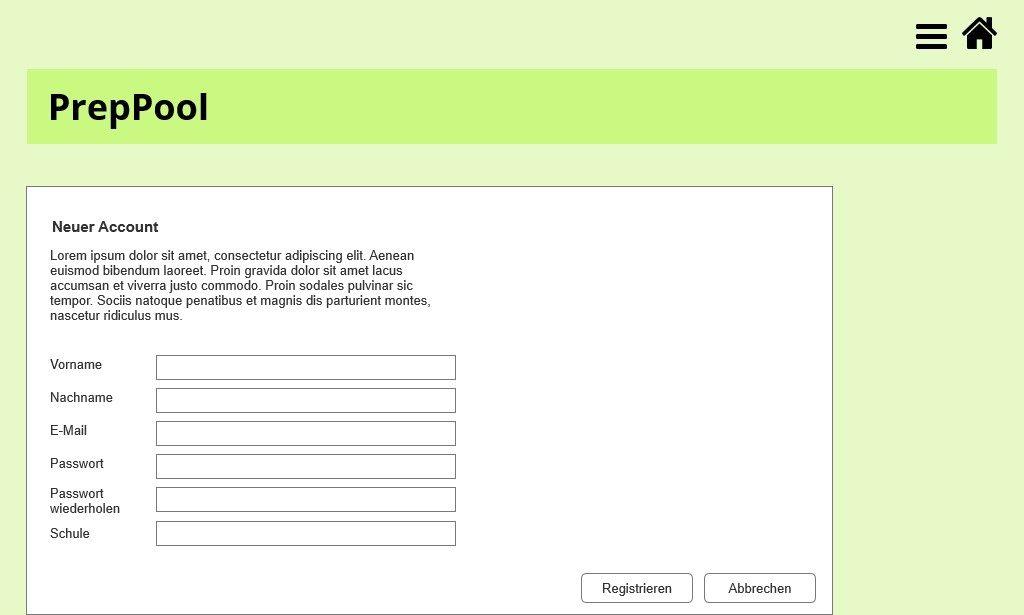 PrepPool
Neuer Account
Lorem ipsum dolor sit amet, consectetur adipiscing elit. Aenean
euismod bibendum laoreet. Proin gravida dolor sit amet lacus
accumsan et viverra justo commodo. Proin sodales pulvinar sic
tempor. Sociis natoque penatibus et magnis dis parturient montes,
nascetur ridiculus mus.
Vorname
Nachname
E-Mail
Passwort
Passwort
wiederholen
Schule
Registrieren Abbrechen